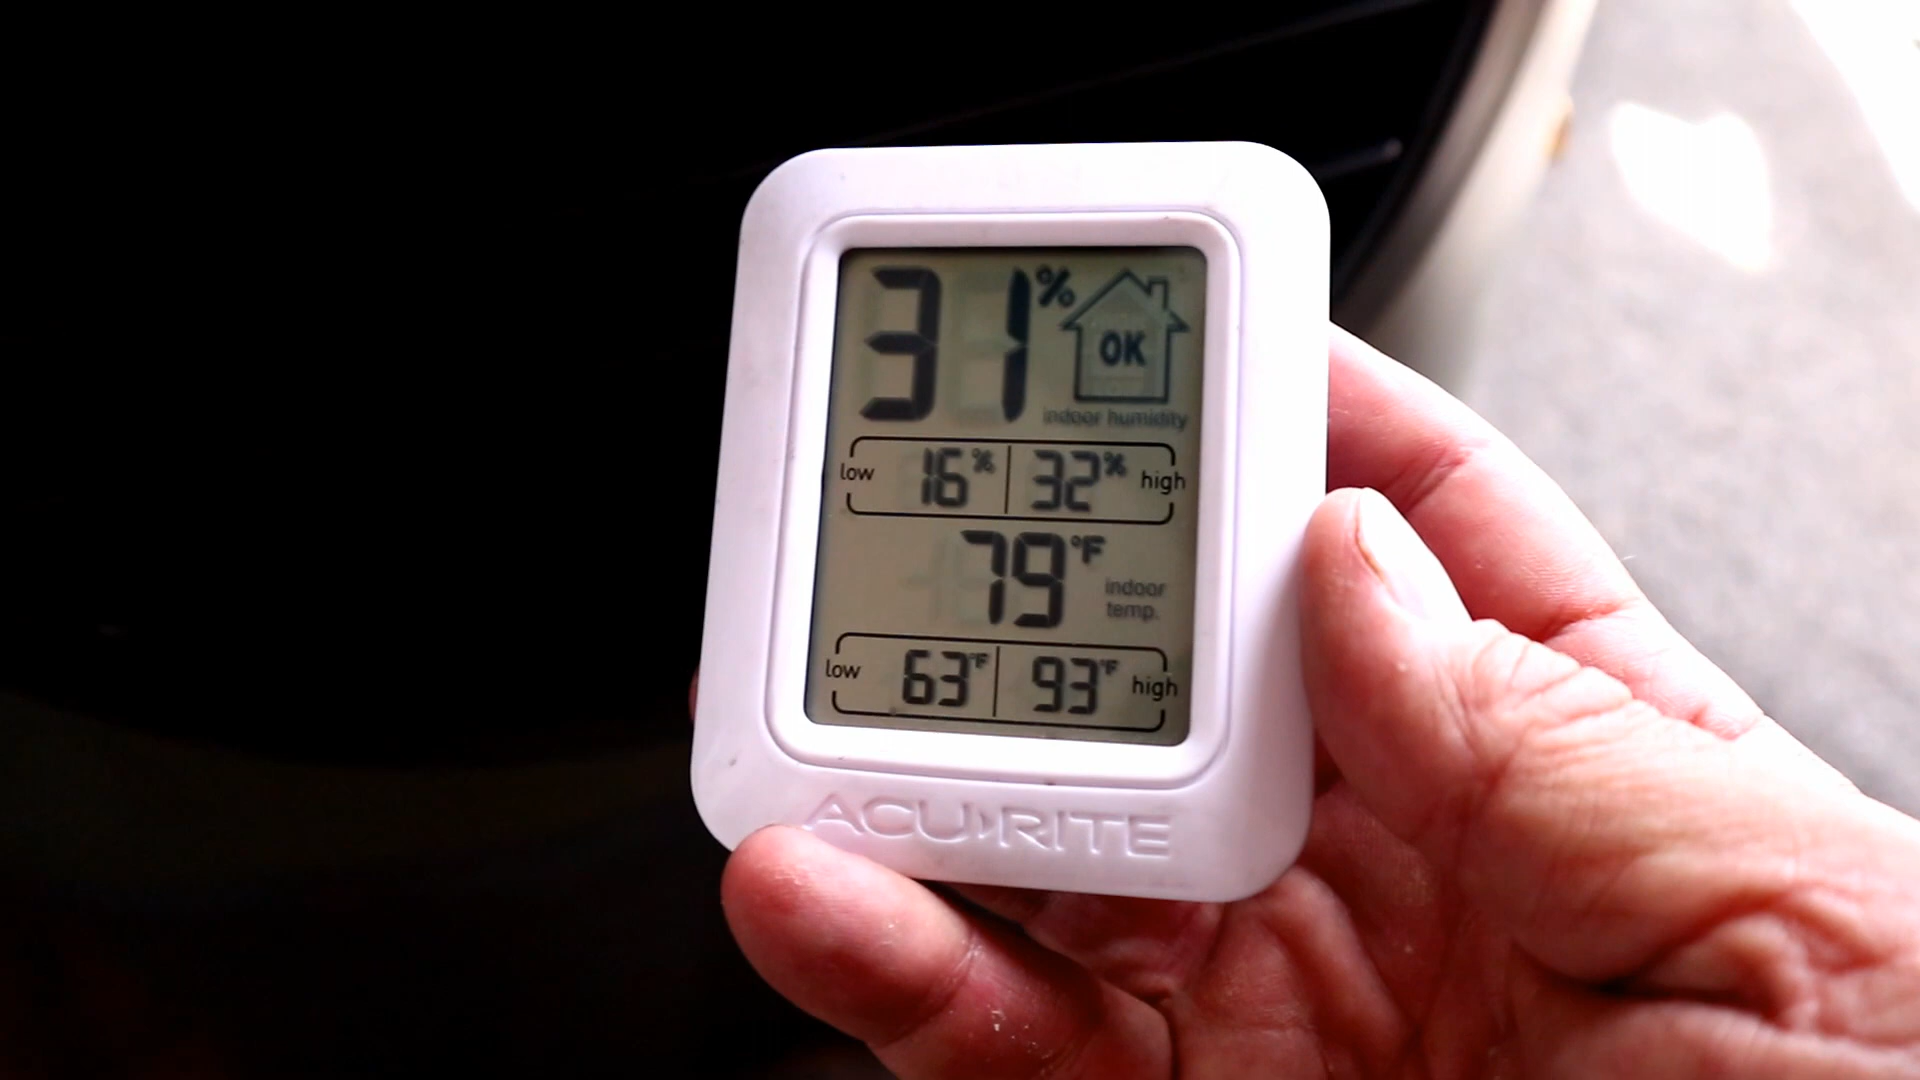 31%
OK
indoor humidity
low 16% 32% high
79°F
indoor
temp.
low 63°F 93°F high
ACU›RITE